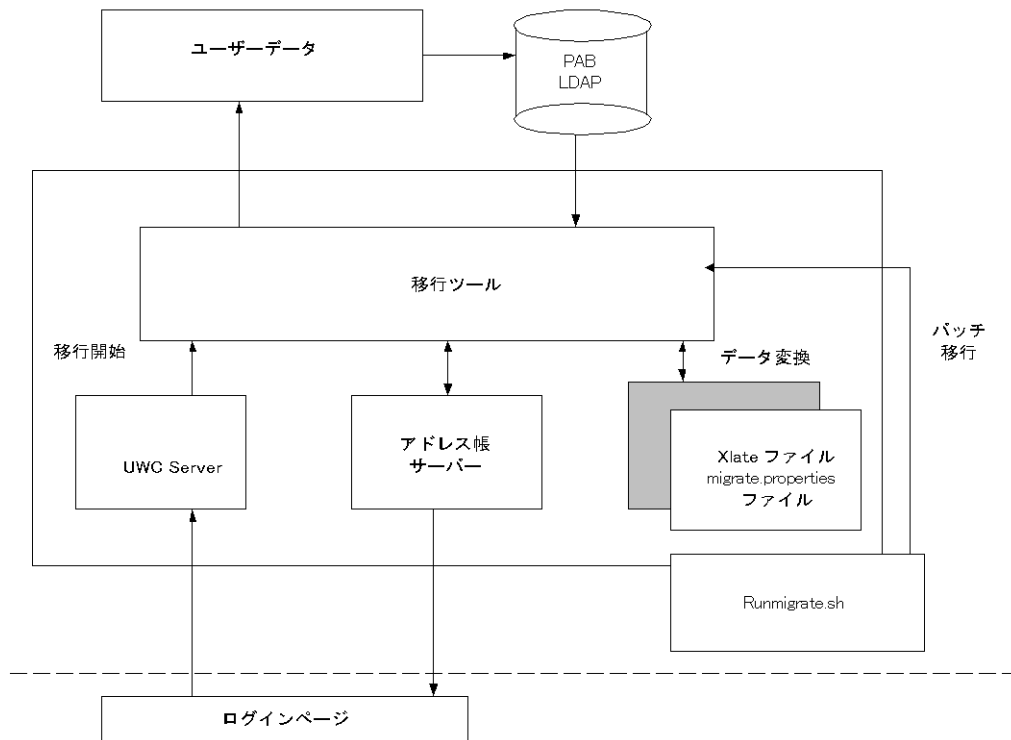 ユーザーデータ
PAB
LDAP
移行ツール
移行開始
バッチ
移行
データ変換
UWC Server
アドレス帳
サーバー
Xlate ファイル
migrate.properties
ファイル
Runmigrate.sh
ログインページ